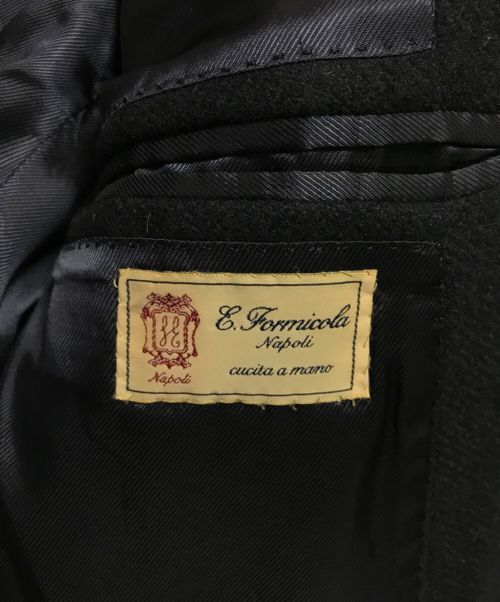 E. Formicola
Napoli
cucita a mano
Napoli